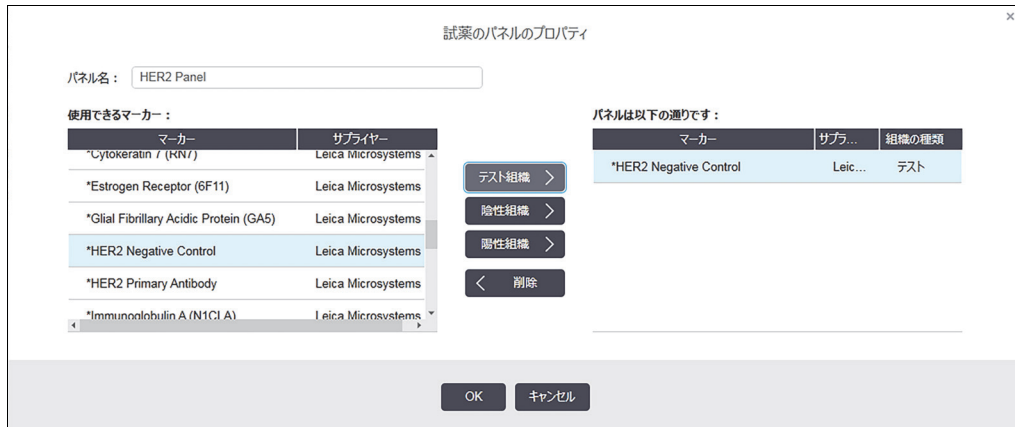 ×
試薬のパネルのプロパティ
パネル名： HER2 Panel
使用できるマーカー：
マーカー サプライヤー
*Cytokeratin 7 (RN7) Leica Microsystems
*Estrogen Receptor (6F11) Leica Microsystems
*Glial Fibrillary Acidic Protein (GA5) Leica Microsystems
*HER2 Negative Control Leica Microsystems
*HER2 Primary Antibody Leica Microsystems
*Immunoglobulin A (N1CLA) Leica Microsystems
テスト組織
陰性組織
陽性組織
削除
パネルは以下の通りです：
マーカー サプラ... 組織の種類
*HER2 Negative Control Leic... テスト
OK キャンセル